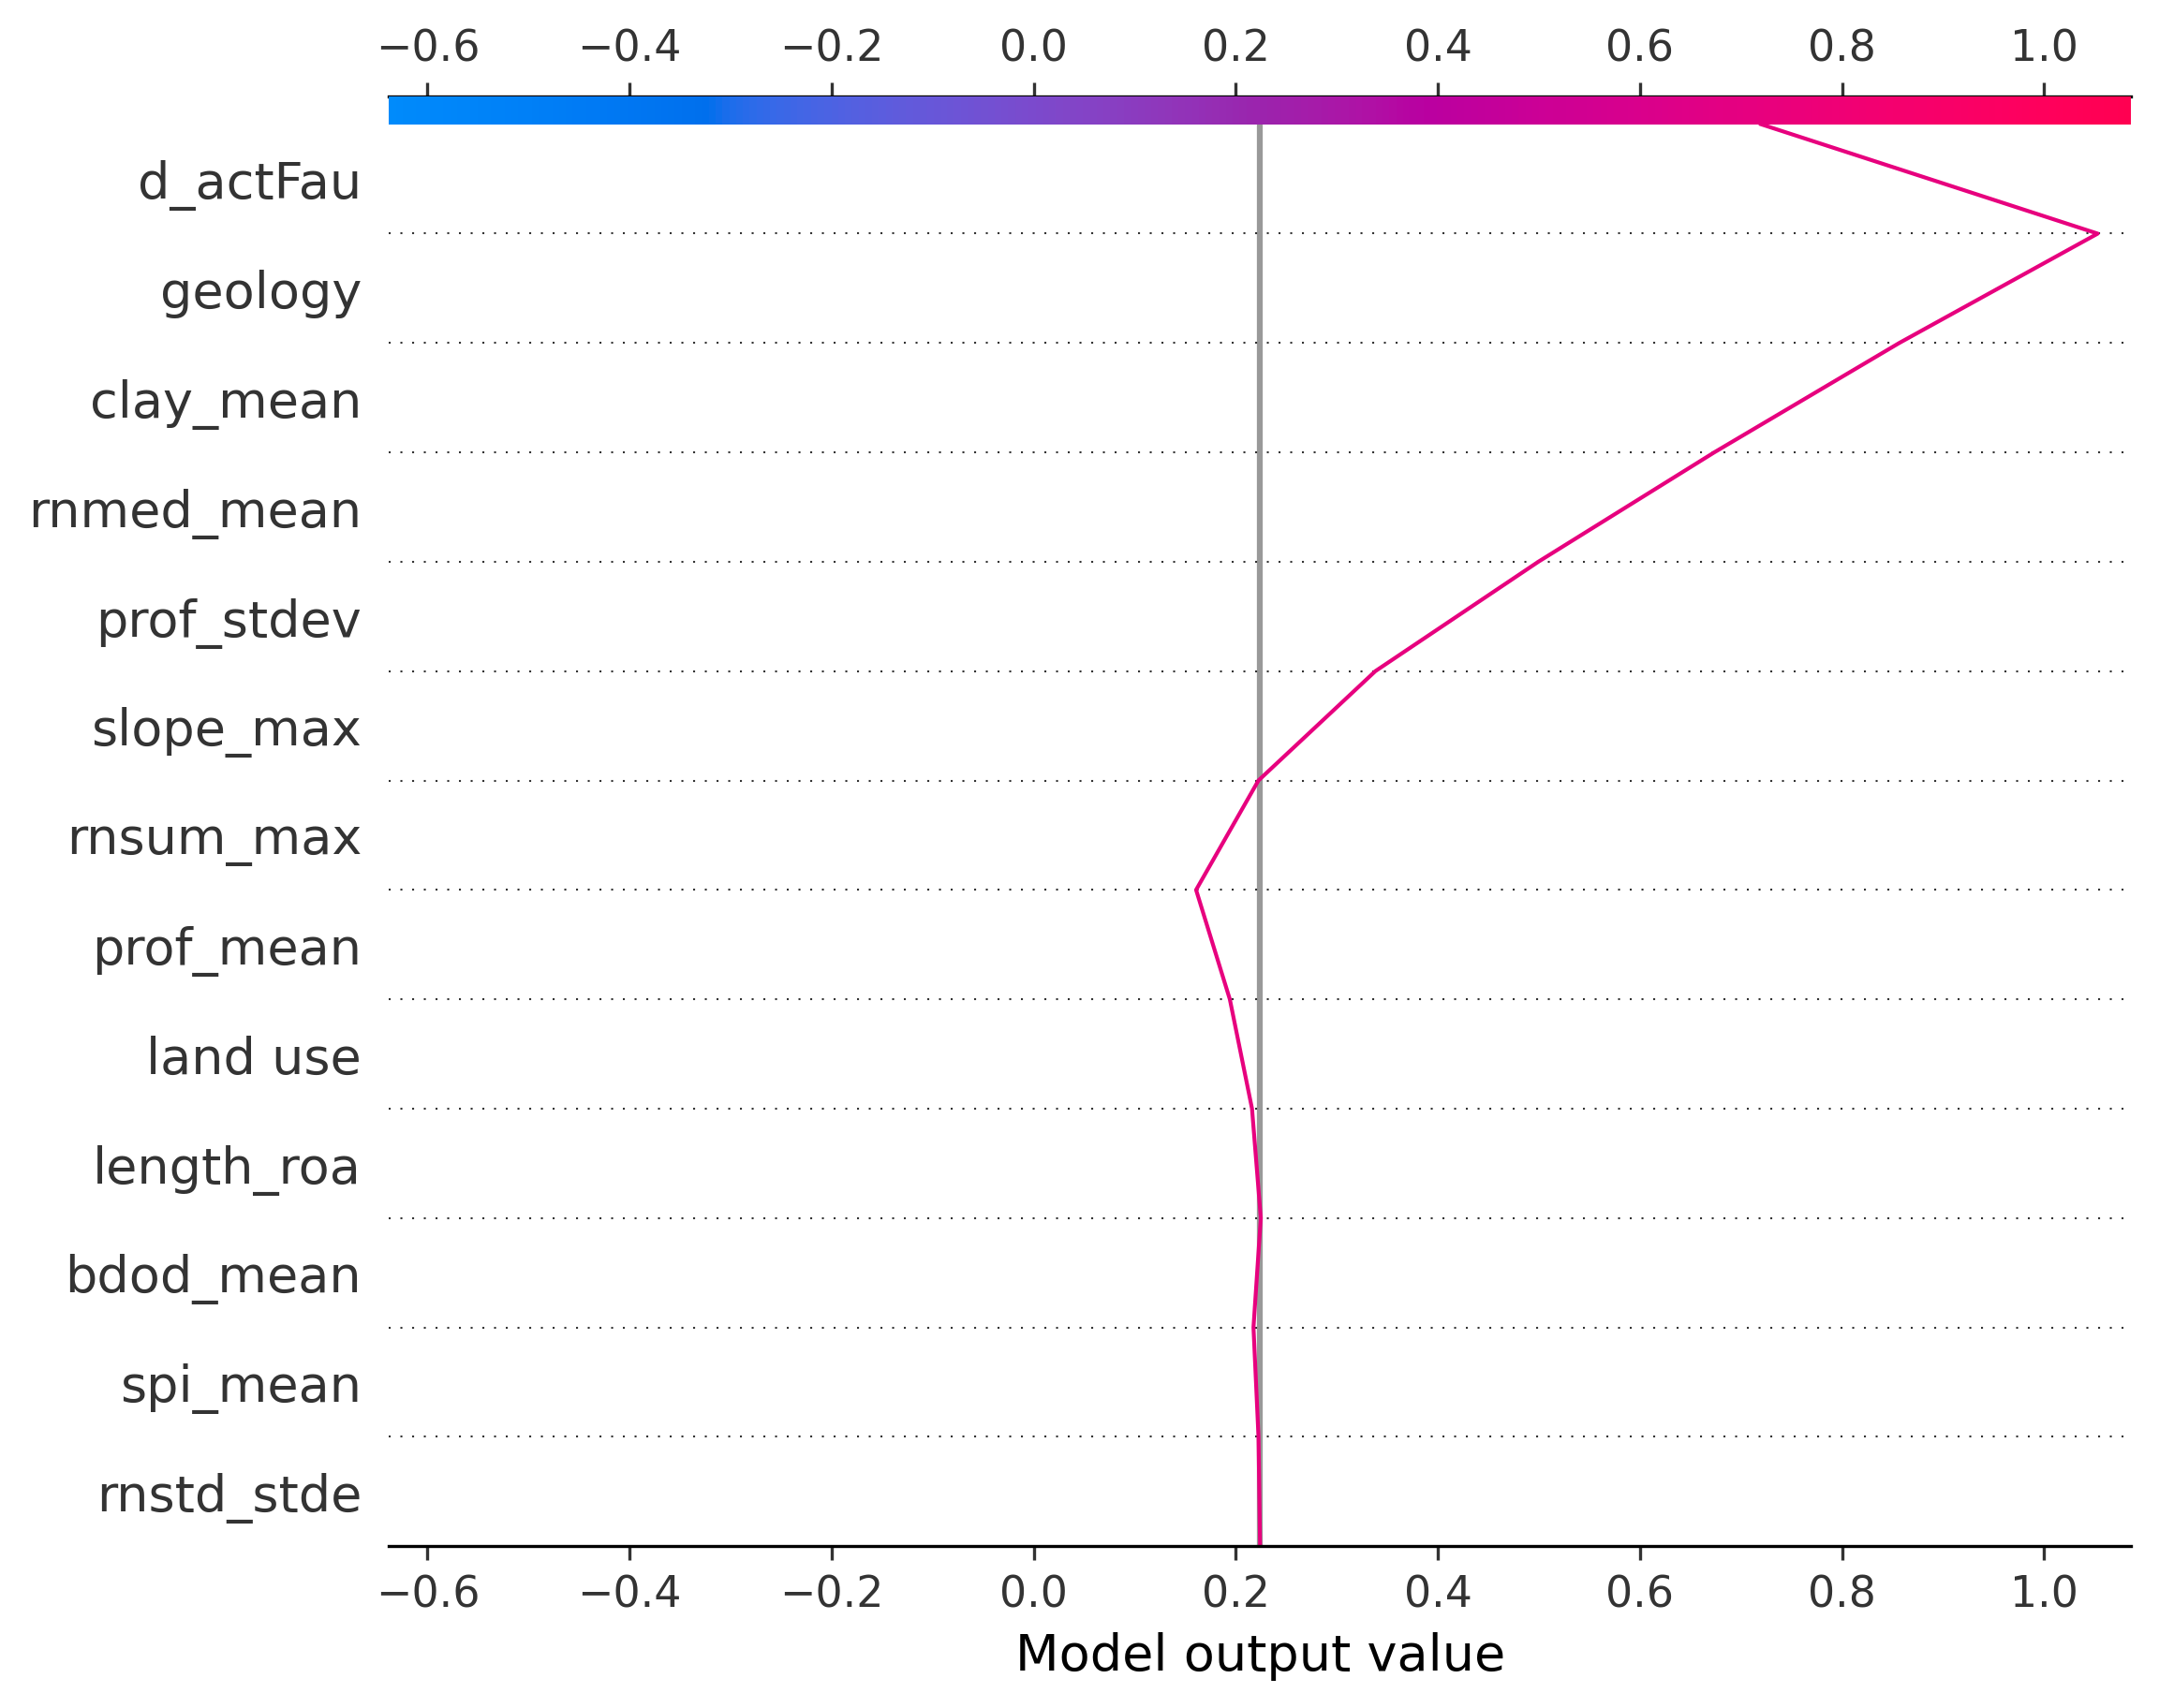 −0.6 −0.4 −0.2 0.0 0.2 0.4 0.6 0.8 1.0
d_actFau
geology
clay_mean
rnmed_mean
prof_stdev
slope_max
rnsum_max
prof_mean
land use
length_roa
bdod_mean
spi_mean
rnstd_stde
−0.6 −0.4 −0.2 0.0 0.2 0.4 0.6 0.8 1.0
Model output value